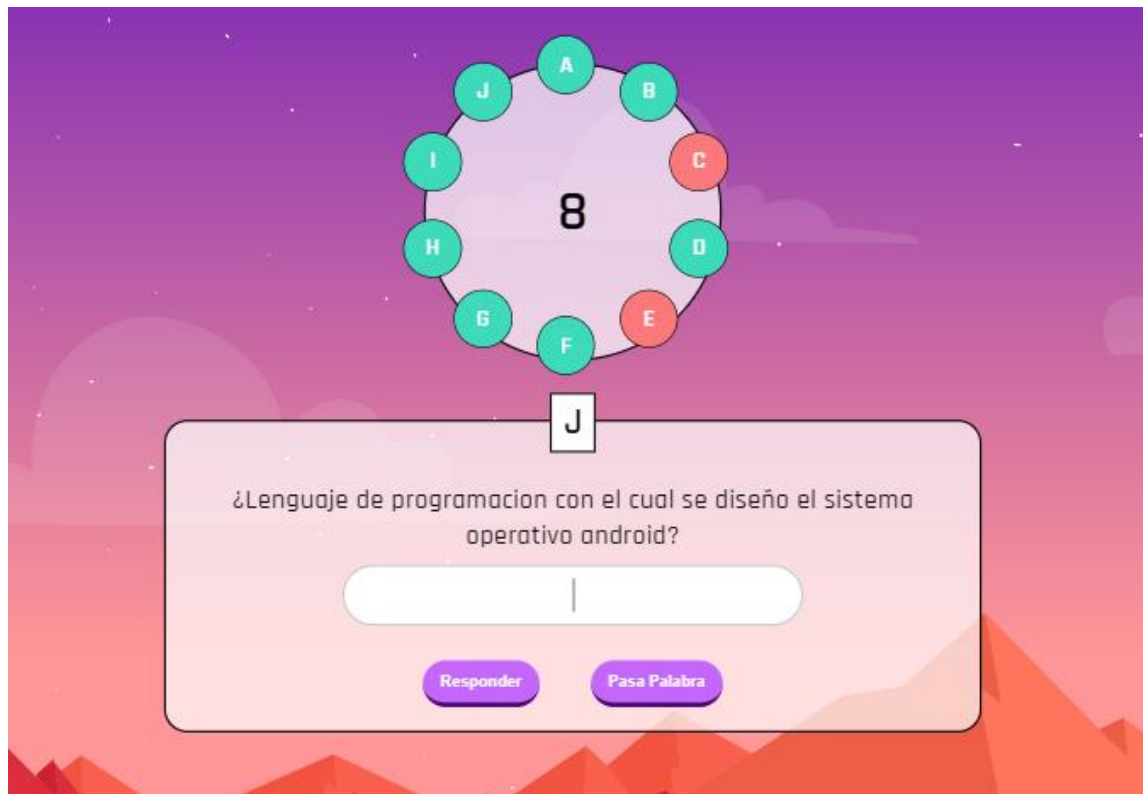 A
B
C
D
E
F
G
H
I
J
8
J
¿Lenguaje de programacion con el cual se diseño el sistema
operativo android?
Responder
Pasa Palabra